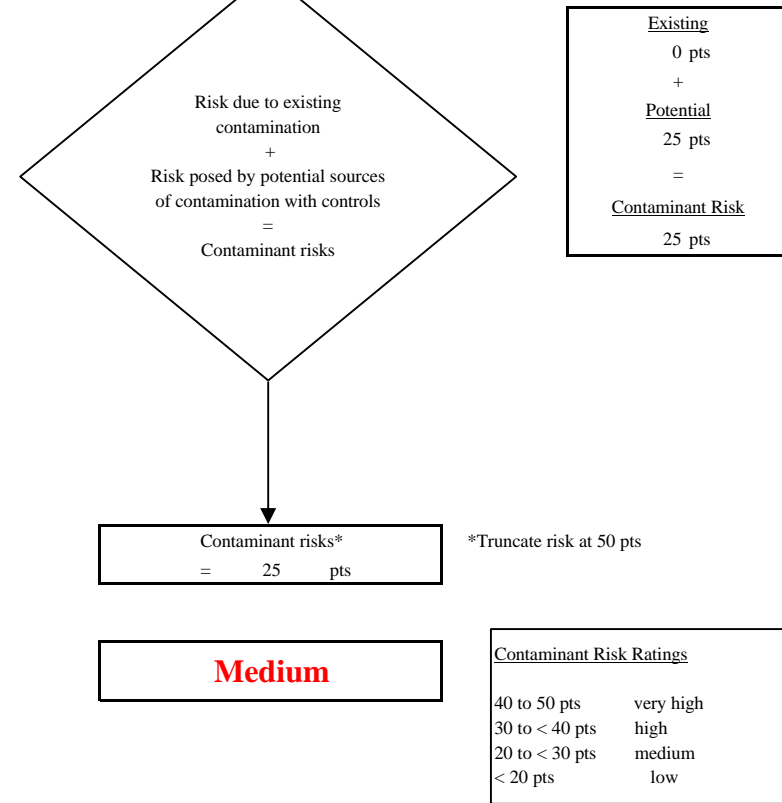 Risk due to existing
contamination
+
Risk posed by potential sources
of contamination with controls
=
Contaminant risks
Existing
0 pts
+
Potential
25 pts
=
Contaminant Risk
25 pts
Contaminant risks*
= 25 pts
*Truncate risk at 50 pts
Medium
Contaminant Risk Ratings
40 to 50 pts very high
30 to < 40 pts high
20 to < 30 pts medium
< 20 pts low